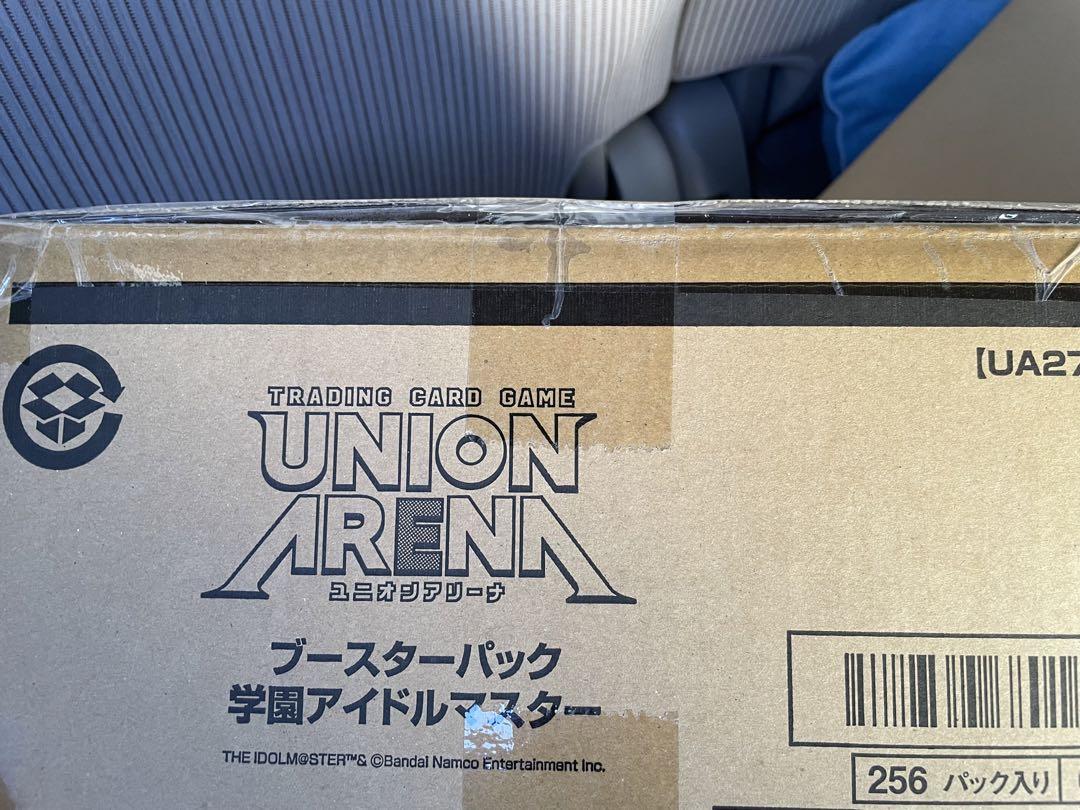 【UA27
TRADING CARD GAME
UNION
ARENA
ユニオンアリーナ
ブースターパック
学園アイドルマスター
THE IDOLM@STER™& ©Bandai Namco Entertainment Inc.
256 パック入り